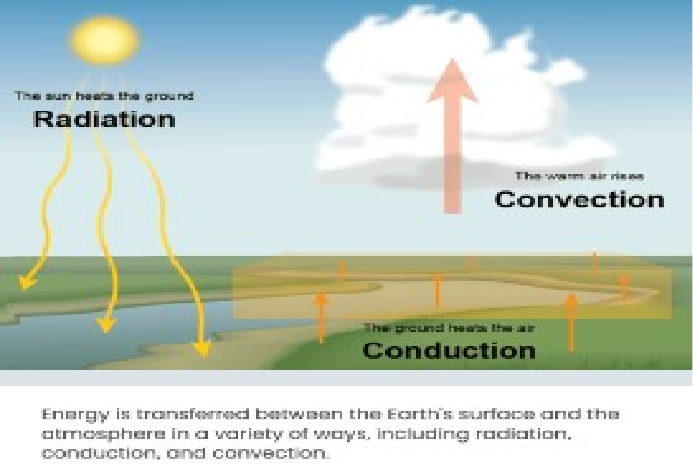 The sun heats the ground
Radiation
The warm air rises
Convection
The ground heats the air
Conduction
Energy is transferred between the Earth's surface and the
atmosphere in a variety of ways, including radiation,
conduction, and convection.